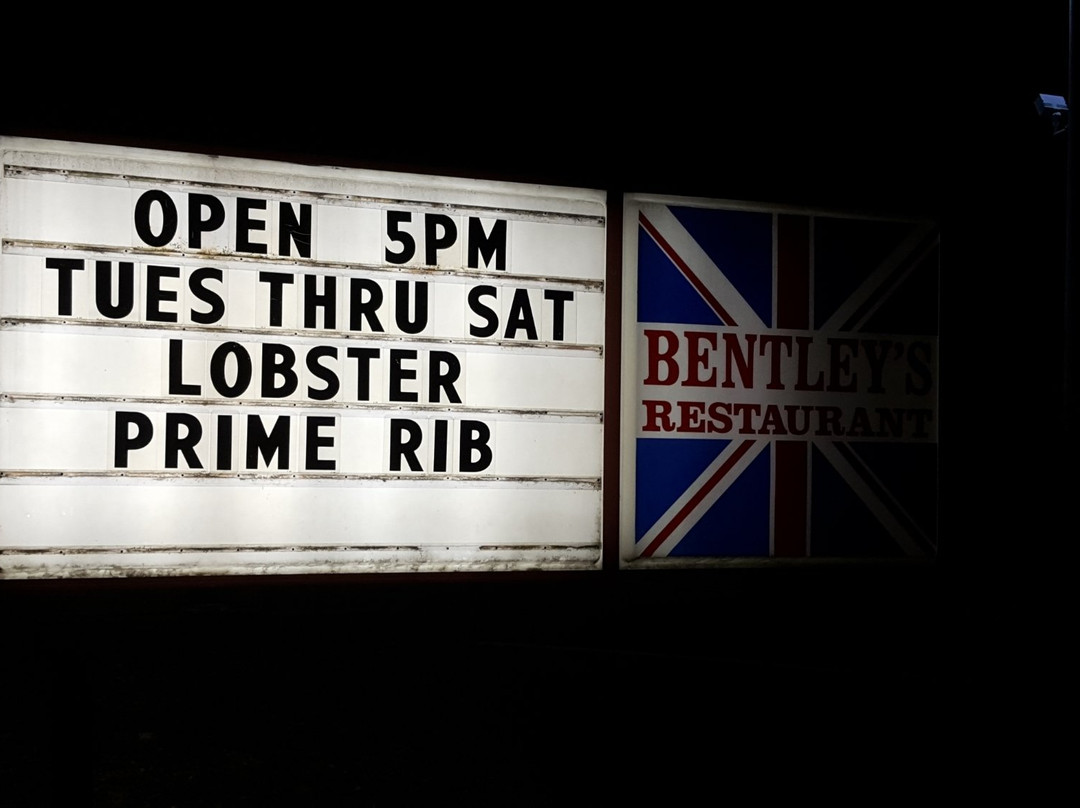 OPEN 5PM
TUES THRU SAT
LOBSTER
PRIME RIB
BENTLEY'S
RESTAURANT